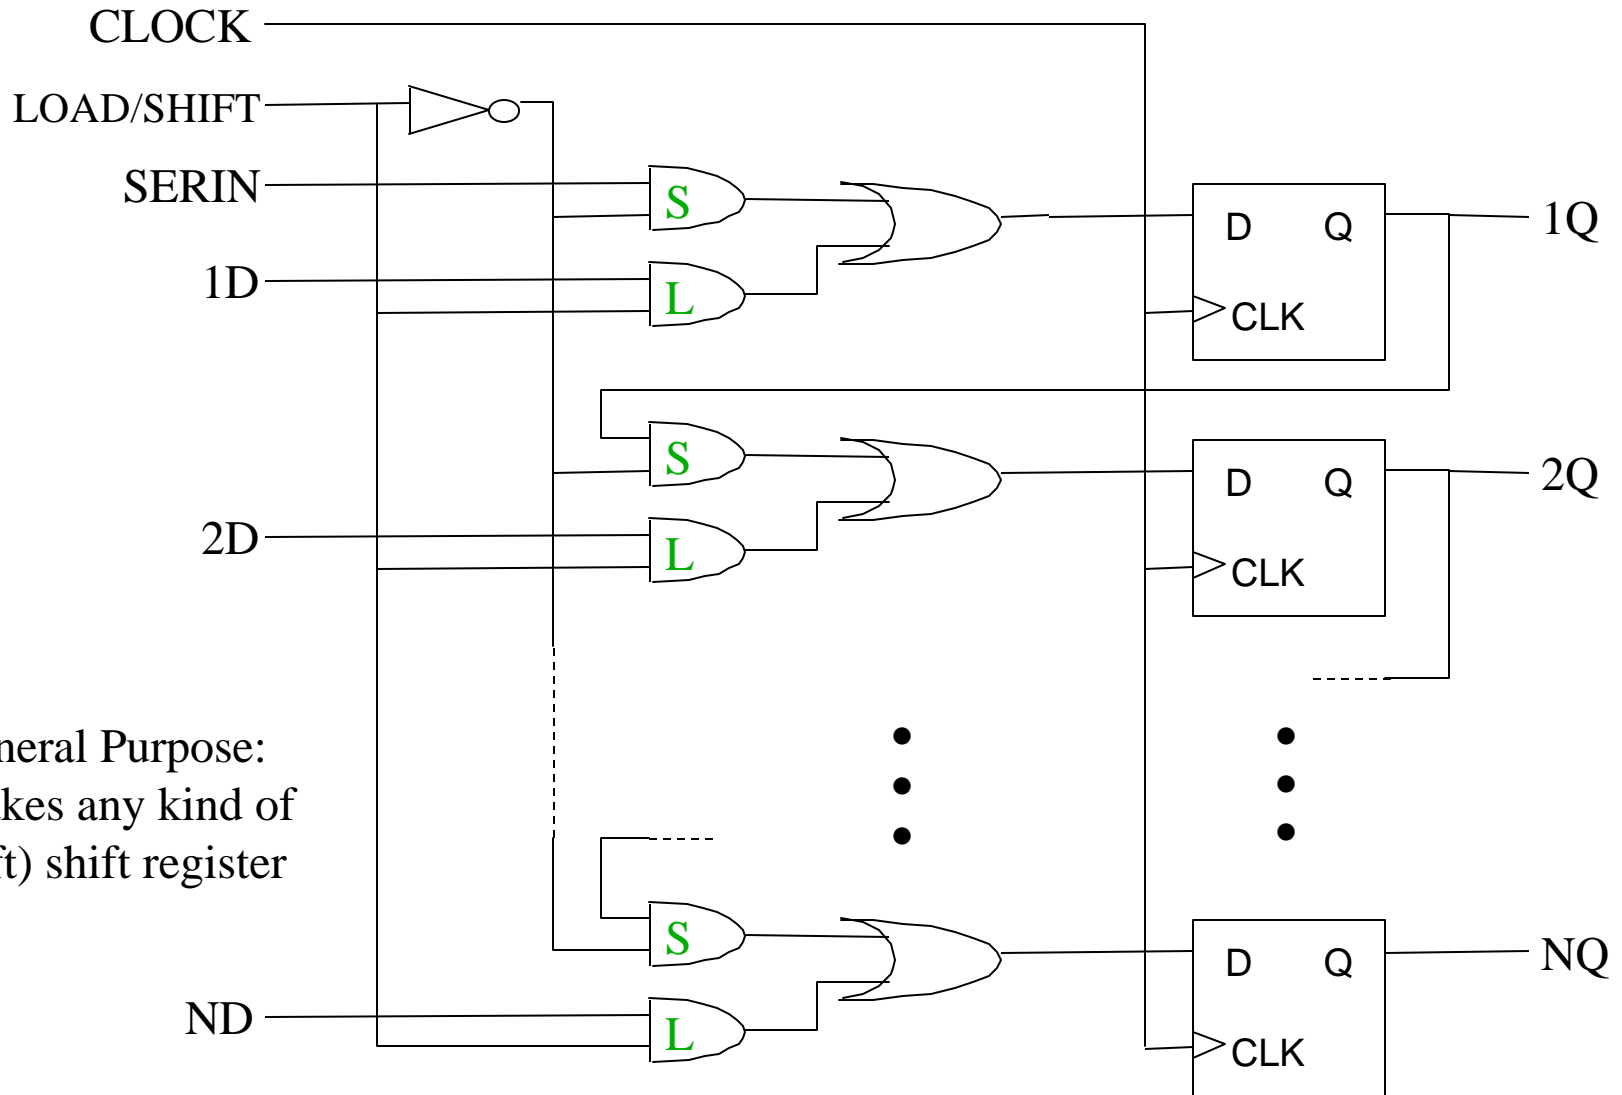 CLOCK
LOAD/SHIFT
SERIN
S
D Q
1Q
1D
L
CLK
S
D Q
2Q
2D
L
CLK
neral Purpose:
kes any kind of
ft) shift register
S
D Q
NQ
ND
L
CLK